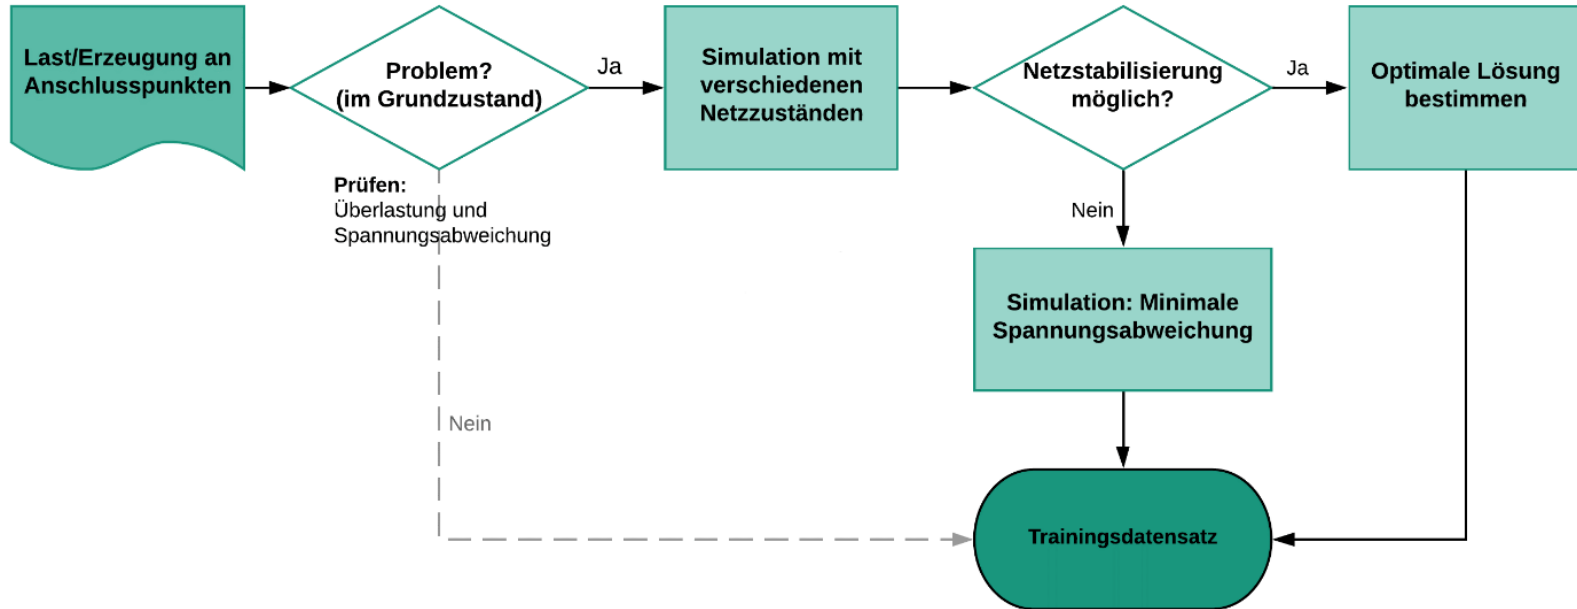 Last/Erzeugung an
Anschlusspunkten
Problem?
(im Grundzustand)
Ja
Simulation mit
verschiedenen
Netzzuständen
Netzstabilisierung
möglich?
Ja
Optimale Lösung
bestimmen
Prüfen:
Überlastung und
Spannungsabweichung
Nein
Simulation: Minimale
Spannungsabweichung
Nein
Trainingsdatensatz